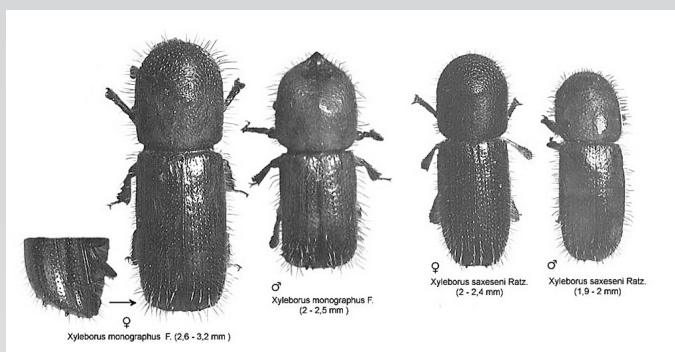 ♀
Xyleborus monographus F. (2,6 - 3,2 mm )
♂
Xyleborus monographus F.
(2 - 2,5 mm )
♀
Xyleborus saxeseni Ratz.
(2 - 2,4 mm)
♂
Xyleborus saxeseni Ratz.
(1,9 - 2 mm)